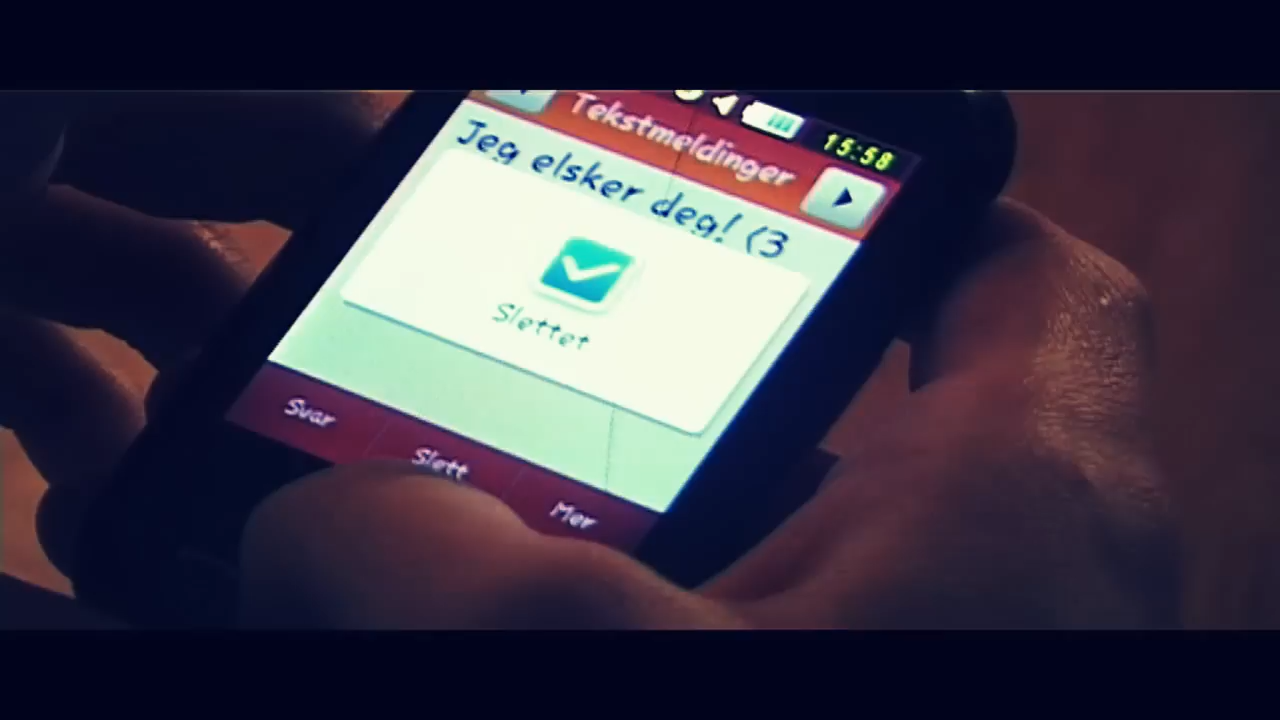 15:58
Tekstmeldinger
Jeg elsker deg! (3
Slettet
Svar
Slett
Mer